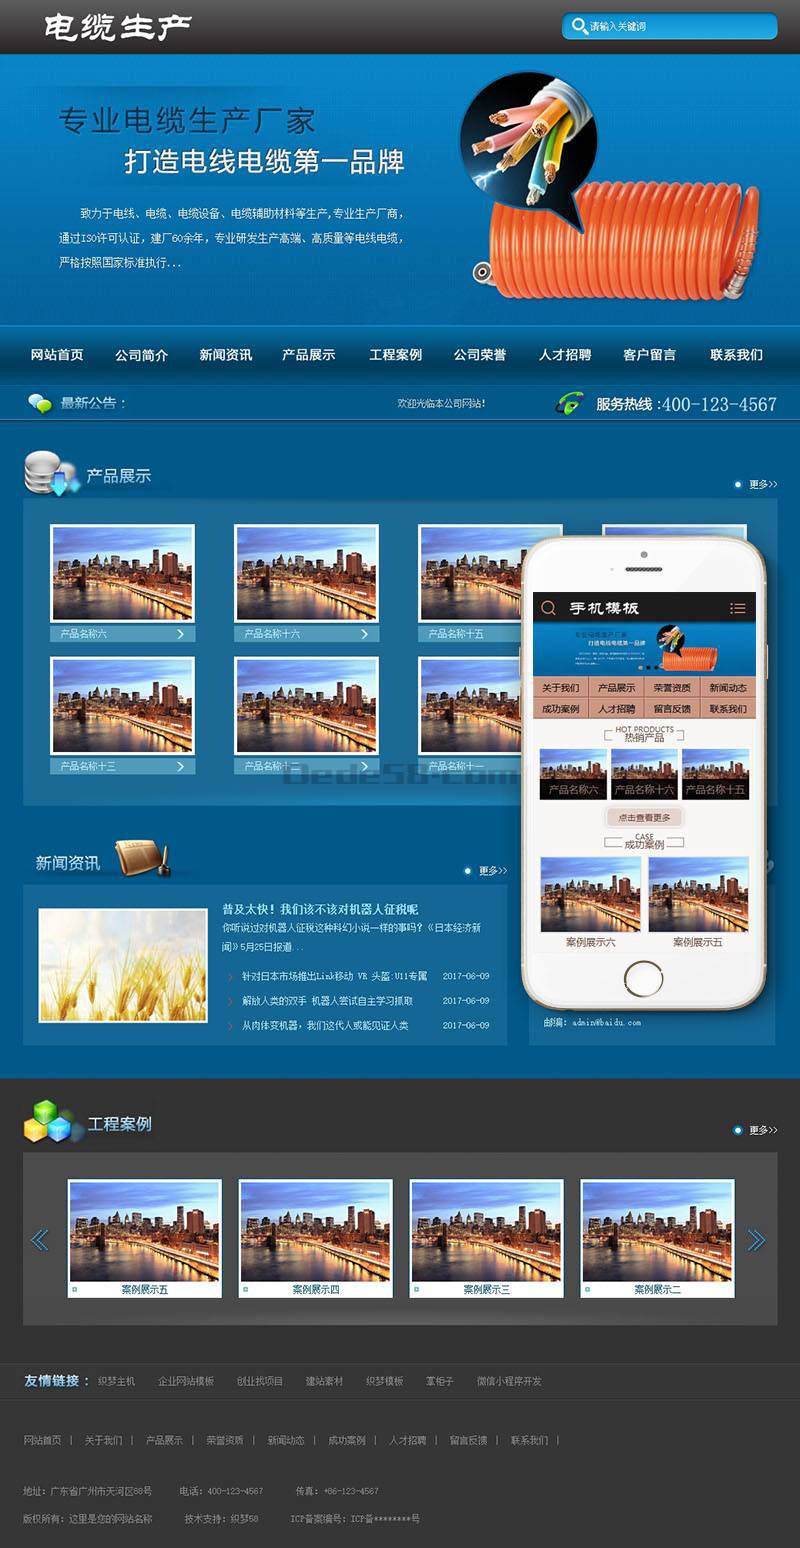 电缆生产
请输入关键词
专业电缆生产厂家
打造电线电缆第一品牌
致力于电线、电缆、电缆设备、电缆辅助材料等生产,专业生产厂商,
通过ISO许可认证, 建厂60余年, 专业研发生产高端、高质量等电线电缆,
严格按照国家标准执行...
网站首页 公司简介 新闻资讯 产品展示 工程案例 公司荣誉 人才招聘 客户留言 联系我们
最新公告：
欢迎光临本公司网站!
服务热线:400-123-4567
产品展示
更多>>
产品名称六 产品名称十六 产品名称十五
产品名称十三 产品名称十二 产品名称十一
Dede58.com
手机模板
打造电线电缆第一品牌
关于我们 产品展示 荣誉资质 新闻动态
成功案例 人才招聘 留言反馈 联系我们
HOT PRODUCTS
热销产品
产品名称六 产品名称十六 产品名称十五
点击查看更多
CASE
成功案例
案例展示六 案例展示五
新闻资讯
更多>>
普及太快! 我们该不该对机器人征税呢
你听说过对机器人征税这种科幻小说一样的事吗? 《日本经济新
闻》5月25日报道...
针对日本市场推出Link移动 VR 头盔:U11专属 2017-06-09
解放人类的双手 机器人尝试自主学习抓取 2017-06-09
从肉体变机器, 我们这代人或能见证人类 2017-06-09
邮编: admin@baidu.com
工程案例
更多>>
案例展示五 案例展示四 案例展示三 案例展示二
友情链接： 织梦主机 企业网站模板 创业找项目 建站素材 织梦模板 掌柜子 微信小程序开发
网站首页 | 关于我们 | 产品展示 | 荣誉资质 | 新闻动态 | 成功案例 | 人才招聘 | 留言反馈 | 联系我们 |
地址: 广东省广州市天河区88号 电话: 400-123-4567 传真: +86-123-4567
版权所有: 这里是您的网站名称 技术支持: 织梦58 ICP备案编号: ICP备********号